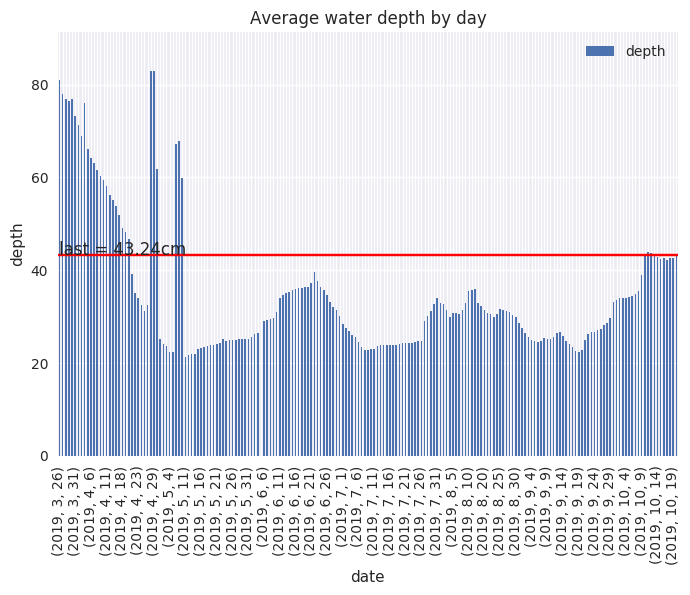 Average water depth by day
depth
80
60
40
20
0
depth
last = 43.24cm
(2019, 3, 26)
(2019, 3, 31)
(2019, 4, 6)
(2019, 4, 11)
(2019, 4, 18)
(2019, 4, 23)
(2019, 4, 29)
(2019, 5, 4)
(2019, 5, 11)
(2019, 5, 16)
(2019, 5, 21)
(2019, 5, 26)
(2019, 5, 31)
(2019, 6, 6)
(2019, 6, 11)
(2019, 6, 16)
(2019, 6, 21)
(2019, 6, 26)
(2019, 7, 1)
(2019, 7, 6)
(2019, 7, 11)
(2019, 7, 16)
(2019, 7, 21)
(2019, 7, 26)
(2019, 7, 31)
(2019, 8, 5)
(2019, 8, 10)
(2019, 8, 20)
(2019, 8, 25)
(2019, 8, 30)
(2019, 9, 4)
(2019, 9, 9)
(2019, 9, 14)
(2019, 9, 19)
(2019, 9, 24)
(2019, 9, 29)
(2019, 10, 4)
(2019, 10, 9)
(2019, 10, 14)
(2019, 10, 19)
date